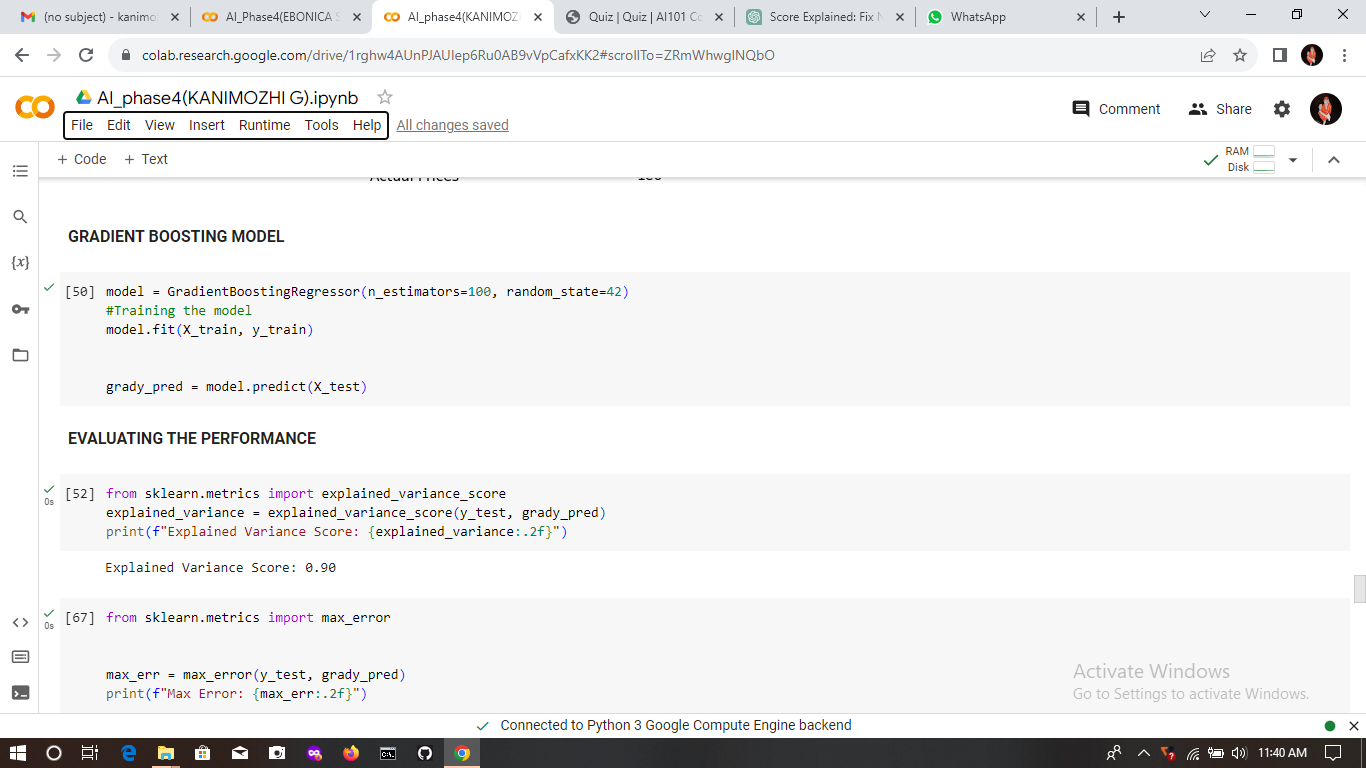 (no subject) - kanimo
AI_Phase4(EBONICA S
AI_phase4(KANIMOZ
Quiz | Quiz | AI101 Co
Score Explained: Fix N
WhatsApp
colab.research.google.com/drive/1rghw4AUnPJAUlep6Ru0AB9vVpCafxKK2#scrollTo=ZRmWhwglNQbO
CO
AI_phase4(KANIMOZHI G).ipynb
Comment
Share
File Edit View Insert Runtime Tools Help All changes saved
+ Code + Text
RAM
Disk
Actual Prices
GRADIENT BOOSTING MODEL
{x}
[50] model = GradientBoostingRegressor(n_estimators=100, random_state=42)
#Training the model
model.fit(X_train, y_train)
grady_pred = model.predict(X_test)
EVALUATING THE PERFORMANCE
[52] from sklearn.metrics import explained_variance_score
0s
explained_variance = explained_variance_score(y_test, grady_pred)
print(f"Explained Variance Score: {explained_variance:.2f}")
Explained Variance Score: 0.90
[67] from sklearn.metrics import max_error
0s
max_err = max_error(y_test, grady_pred)
print(f"Max Error: {max_err:.2f}")
Activate Windows
Go to Settings to activate Windows.
Connected to Python 3 Google Compute Engine backend
11:40 AM